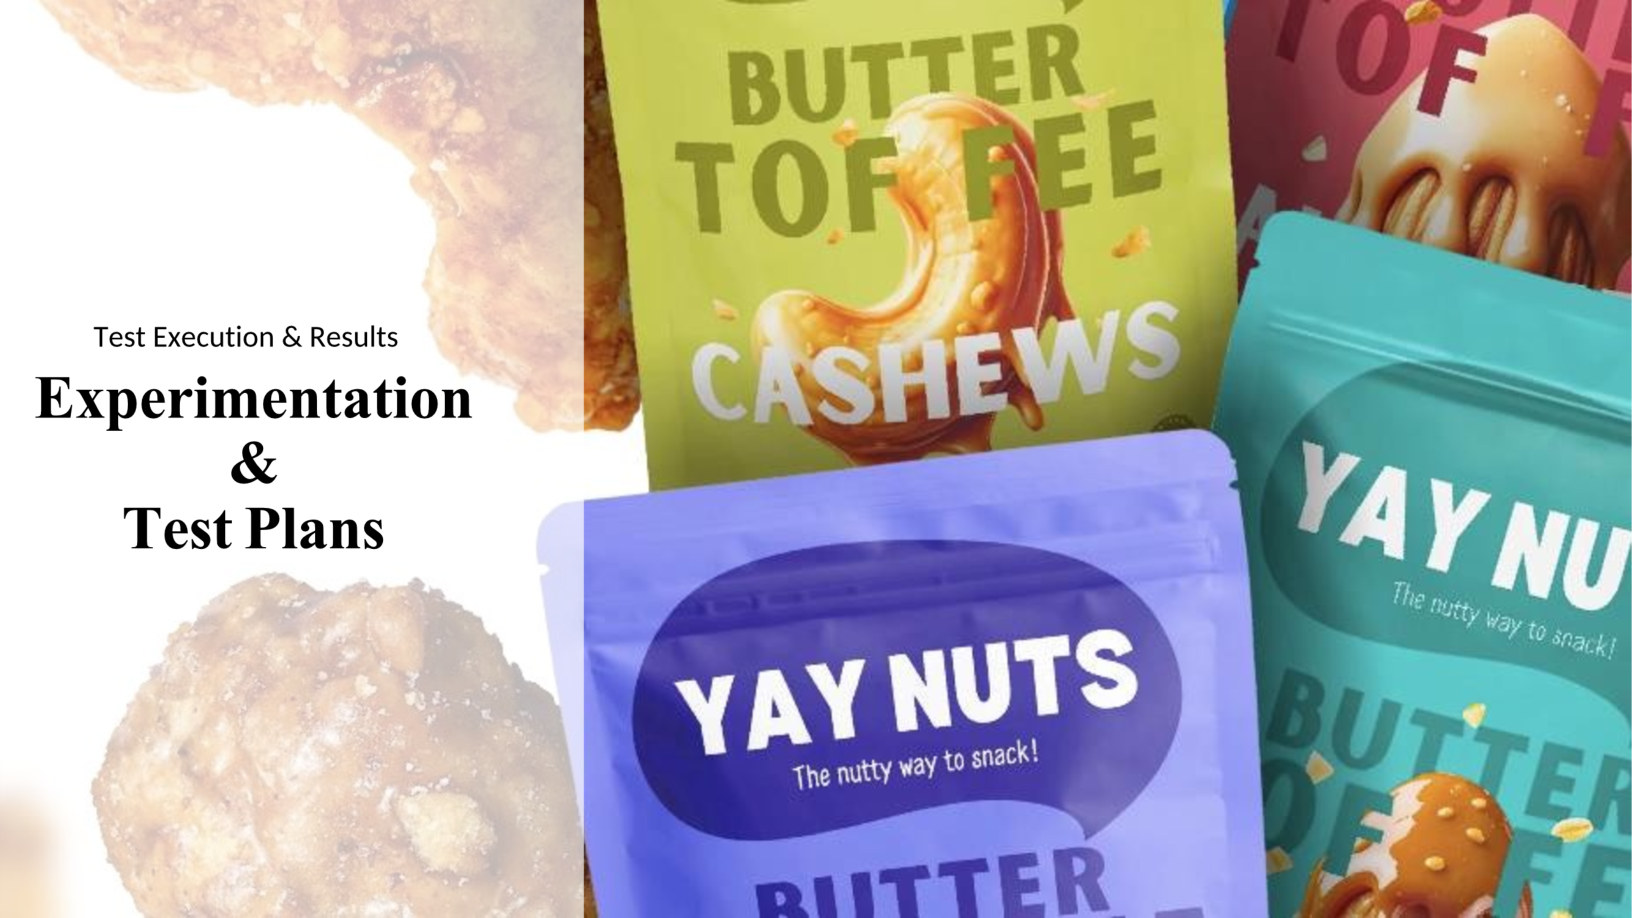 Test Execution & Results
Experimentation
&
Test Plans
BUTTER
TOFFEE
CASHEWS
TOF
YAY NUTS
The nutty way to snack!
BUTTER
YAY NU
The nutty way to snack!
BUTTER